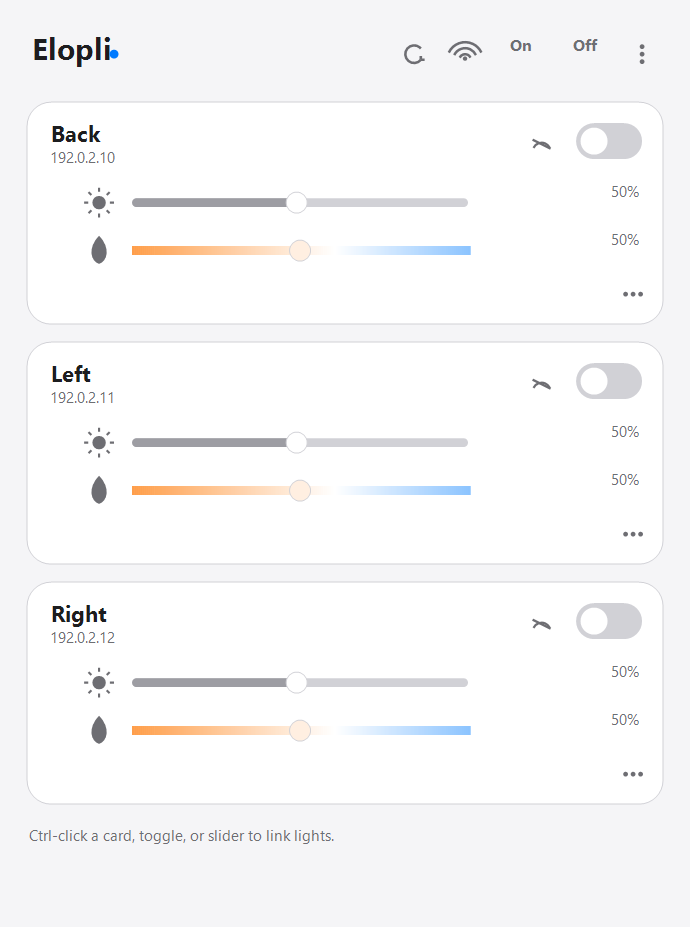 Elopli
On
Off
Back
192.0.2.10
50%
50%
Left
192.0.2.11
50%
50%
Right
192.0.2.12
50%
50%
Ctrl-click a card, toggle, or slider to link lights.